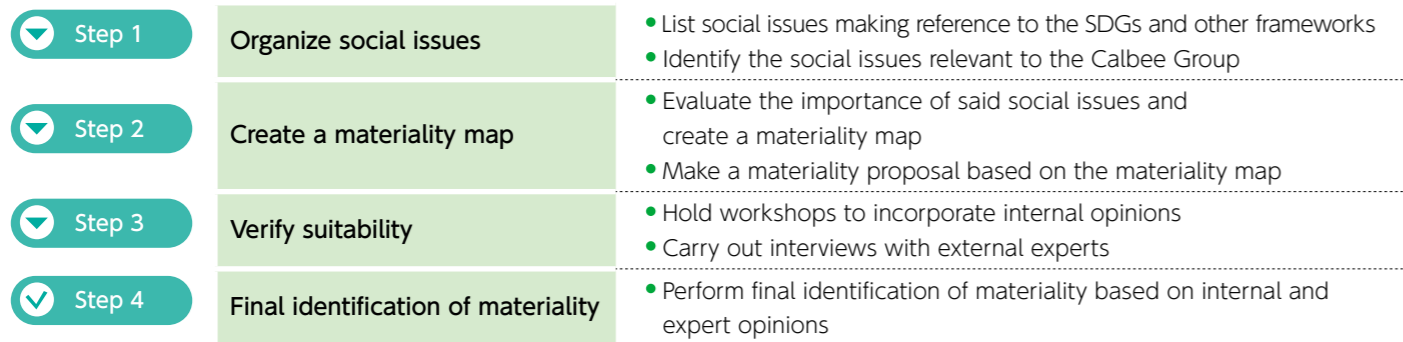 Step 1
Organize social issues
• List social issues making reference to the SDGs and other frameworks
• Identify the social issues relevant to the Calbee Group
Step 2
Create a materiality map
• Evaluate the importance of said social issues and
create a materiality map
• Make a materiality proposal based on the materiality map
Step 3
Verify suitability
• Hold workshops to incorporate internal opinions
• Carry out interviews with external experts
Step 4
Final identification of materiality
• Perform final identification of materiality based on internal and
expert opinions